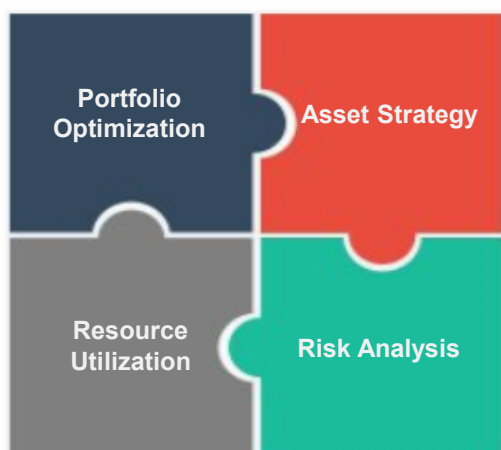 Portfolio
Optimization
Asset Strategy
Resource
Utilization
Risk Analysis